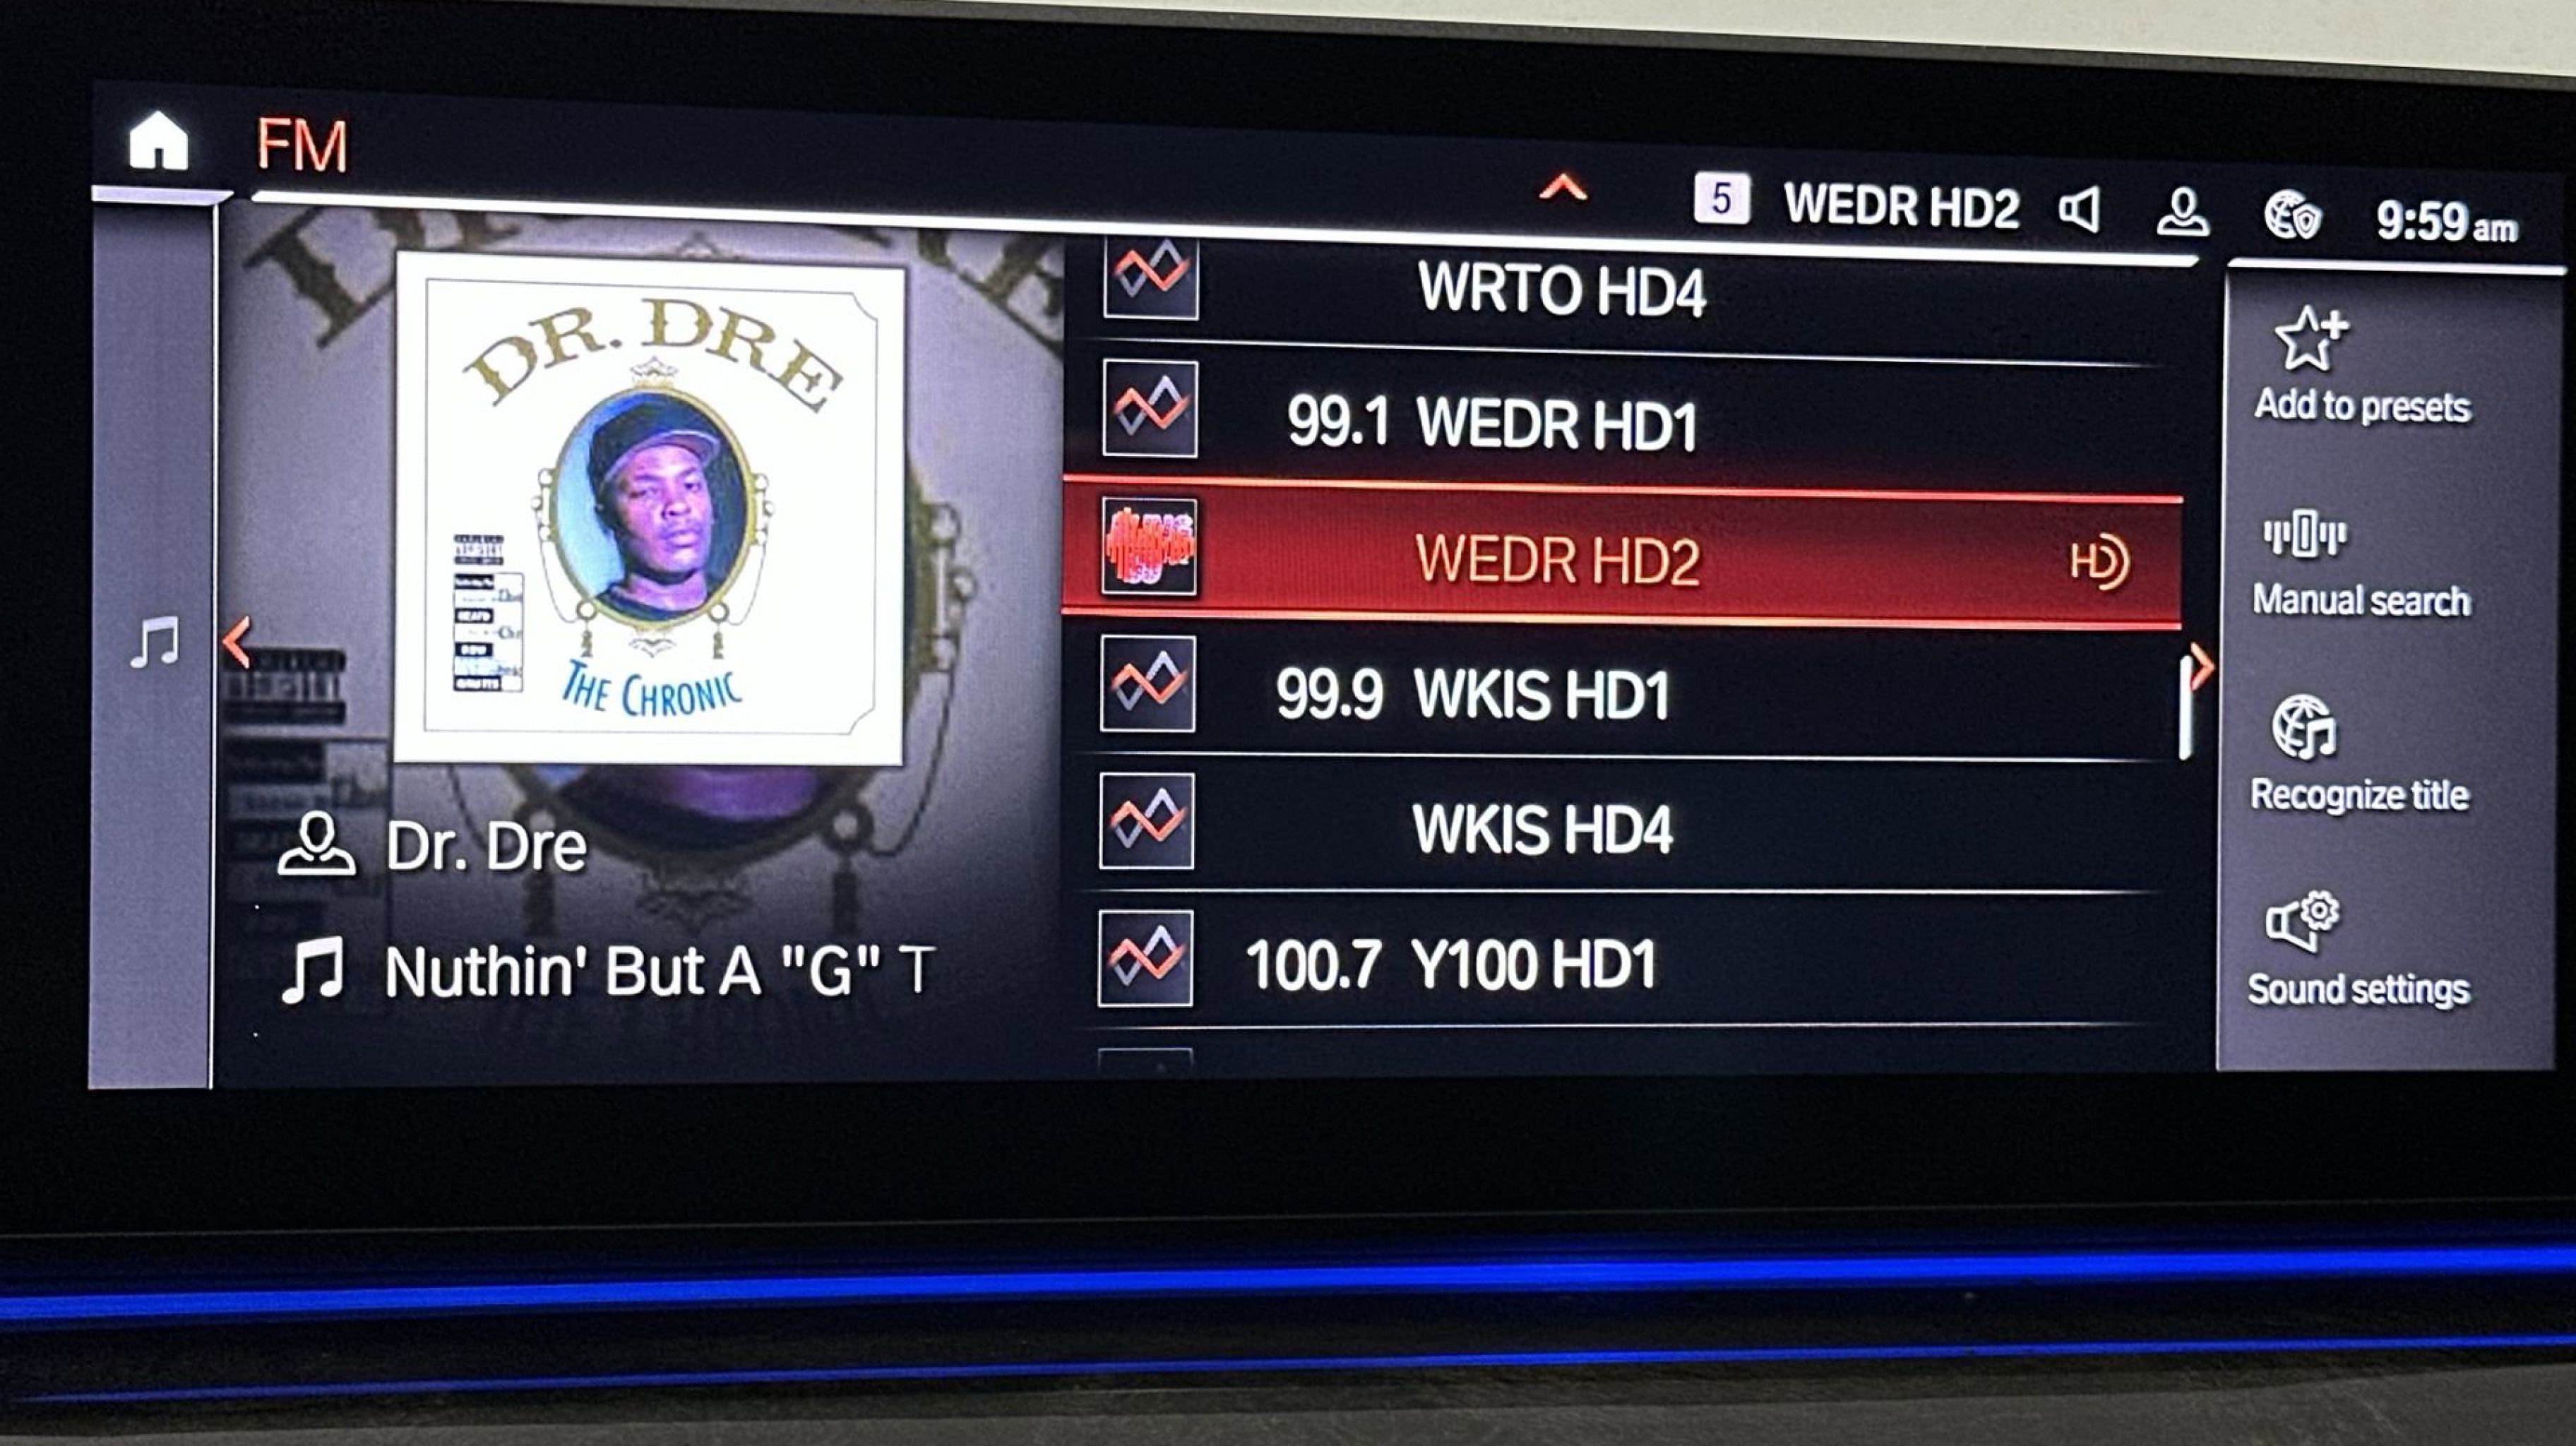 FM
5 WEDR HD2 9:59 am
DR. DRE
THE CHRONIC
Dr. Dre
Nuthin' But A "G" T
WRTO HD4
99.1 WEDR HD1
WEDR HD2 HD
99.9 WKIS HD1
WKIS HD4
100.7 Y100 HD1
Add to presets
Manual search
Recognize title
Sound settings